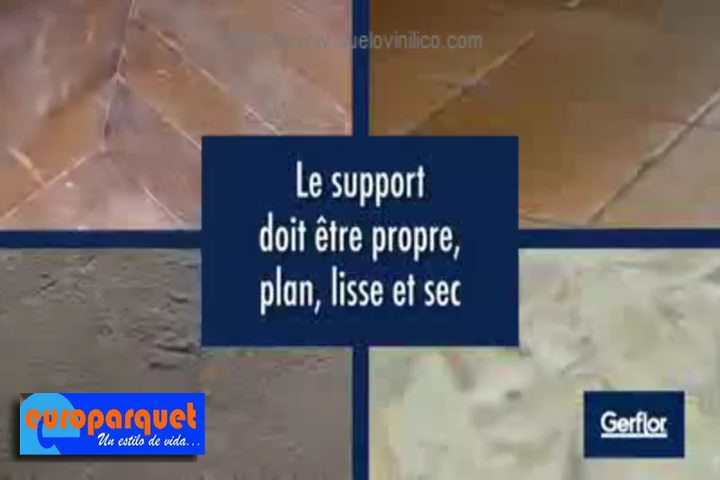 www.suelovinilico.com
Le support
doit être propre,
plan, lisse et sec
europarquet
Un estilo de vida...
Gerflor